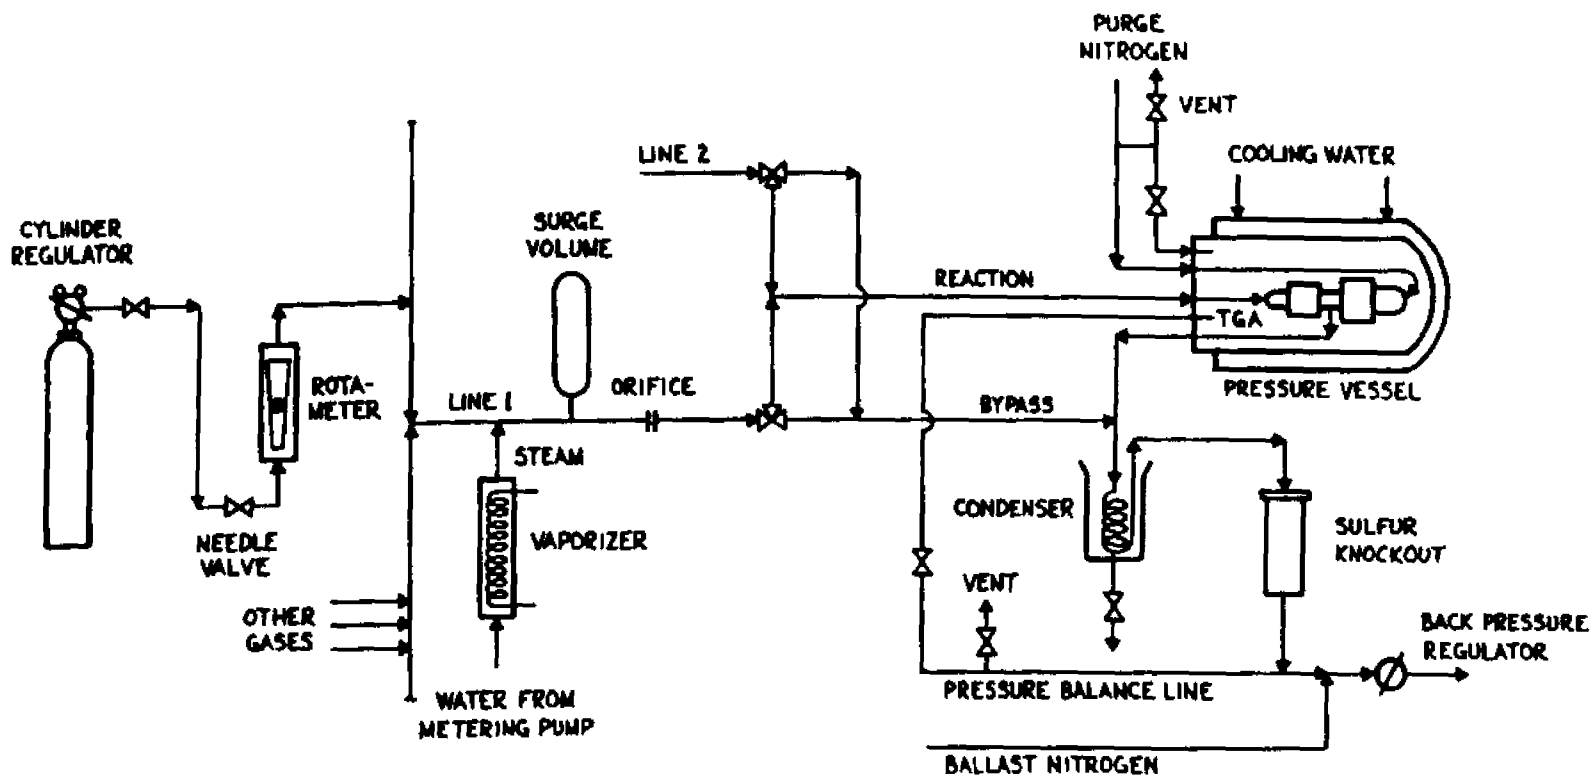 PURGE
NITROGEN
VENT
LINE 2
COOLING WATER
CYLINDER
REGULATOR
SURGE
VOLUME
REACTION
TGA
ROTA-
METER
LINE 1
ORIFICE
BYPASS
PRESSURE VESSEL
STEAM
CONDENSER
SULFUR
KNOCKOUT
NEEDLE
VALVE
VAPORIZER
VENT
OTHER
GASES
BACK PRESSURE
REGULATOR
WATER FROM
METERING PUMP
PRESSURE BALANCE LINE
BALLAST NITROGEN